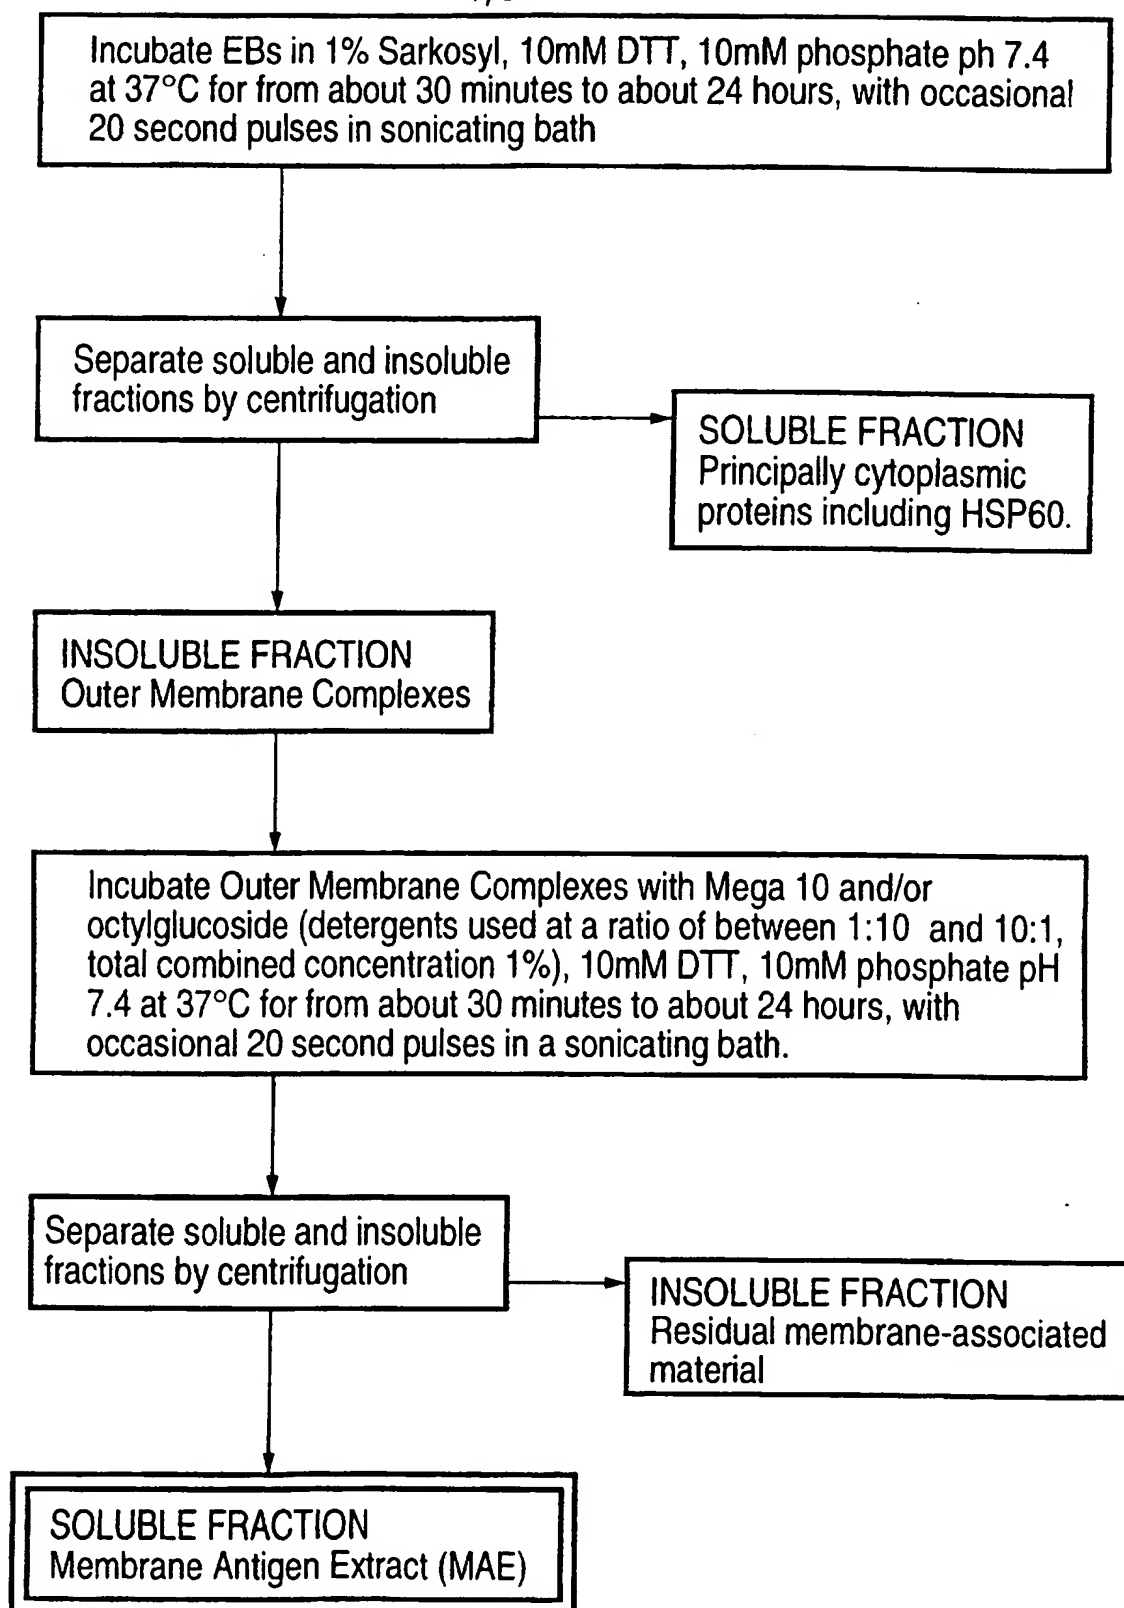 Incubate EBs in 1% Sarkosyl, 10mM DTT, 10mM phosphate ph 7.4
at 37°C for from about 30 minutes to about 24 hours, with occasional
20 second pulses in sonicating bath
Separate soluble and insoluble
fractions by centrifugation
SOLUBLE FRACTION
Principally cytoplasmic
proteins including HSP60.
INSOLUBLE FRACTION
Outer Membrane Complexes
Incubate Outer Membrane Complexes with Mega 10 and/or
octylglucoside (detergents used at a ratio of between 1:10 and 10:1,
total combined concentration 1%), 10mM DTT, 10mM phosphate pH
7.4 at 37°C for from about 30 minutes to about 24 hours, with
occasional 20 second pulses in a sonicating bath.
Separate soluble and insoluble
fractions by centrifugation
INSOLUBLE FRACTION
Residual membrane-associated
material
SOLUBLE FRACTION
Membrane Antigen Extract (MAE)